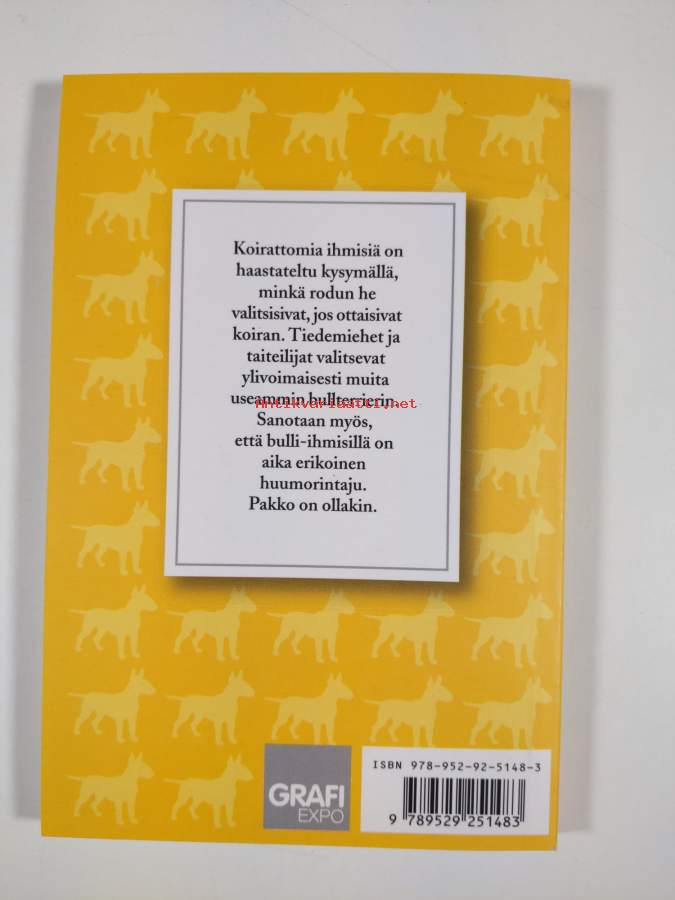 Koirattomia ihmisiä on
haastateltu kysymällä,
minkä rodun he
valitsisivat, jos ottaisivat
koiran. Tiedemiehet ja
taiteilijat valitsevat
ylivoimaisesti muita
useammin bullterrierin.
Antikvariaatti.net
Sanotaan myös,
että bulli-ihmisillä on
aika erikoinen
huumorintaju.
Pakko on ollakin.
GRAFI
EXPO
ISBN 978-952-92-5148-3
9 789529 251483